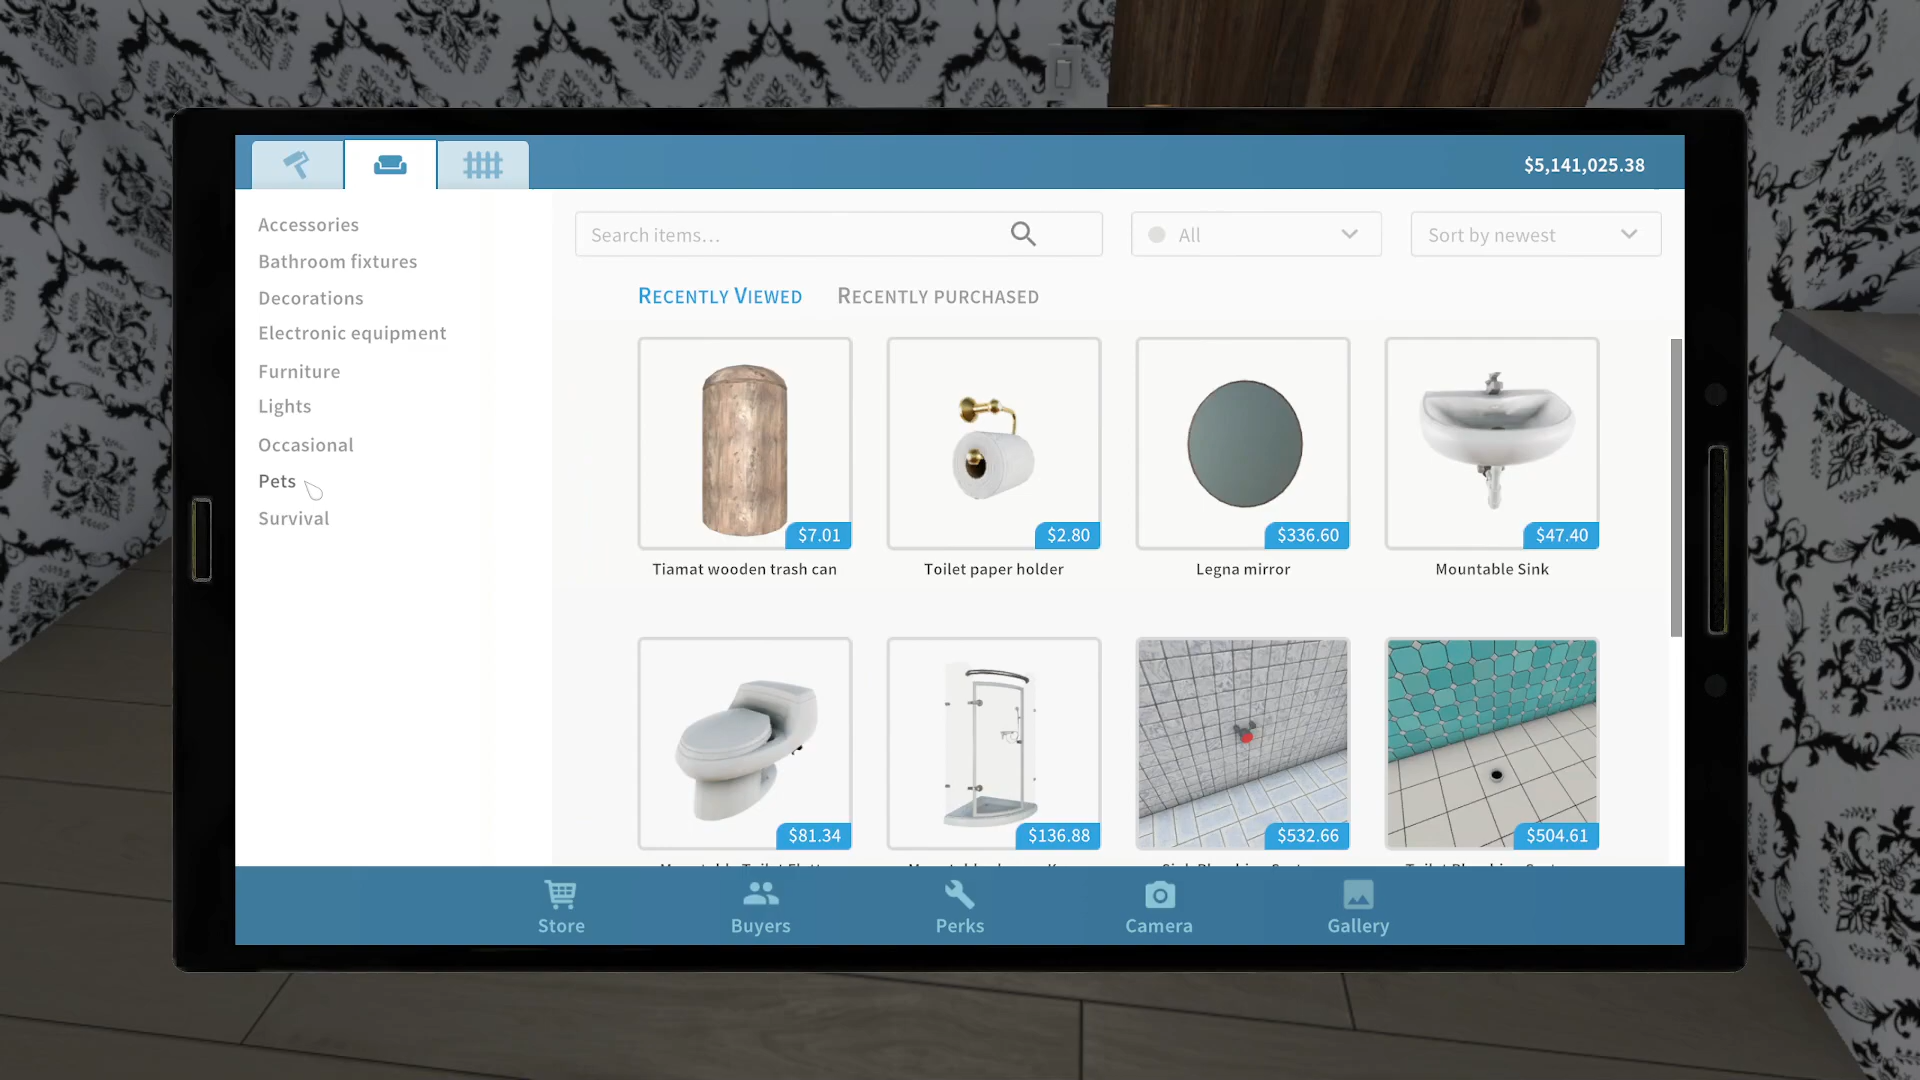 $5,141,025.38
Accessories
Bathroom fixtures
Decorations
Electronic equipment
Furniture
Lights
Occasional
Pets
Survival
Search items...
All
Sort by newest
RECENTLY VIEWED
RECENTLY PURCHASED
$7.01
$2.80
$336.60
$47.40
Tiamat wooden trash can
Toilet paper holder
Legna mirror
Mountable Sink
$81.34
$136.88
$532.66
$504.61
Store
Buyers
Perks
Camera
Gallery